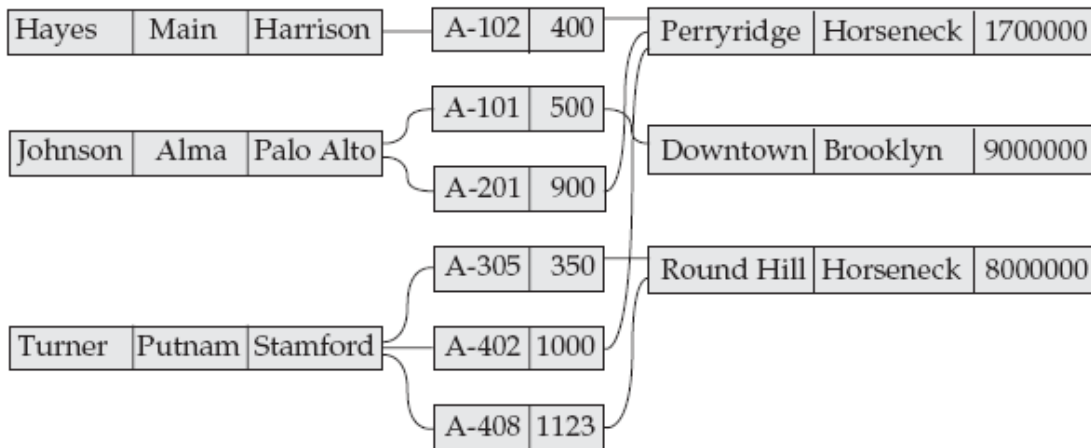 Hayes Main Harrison A-102 400 Perryridge Horseneck 1700000
A-101 500
Johnson Alma Palo Alto Downtown Brooklyn 9000000
A-201 900
A-305 350 Round Hill Horseneck 8000000
Turner Putnam Stamford A-402 1000
A-408 1123